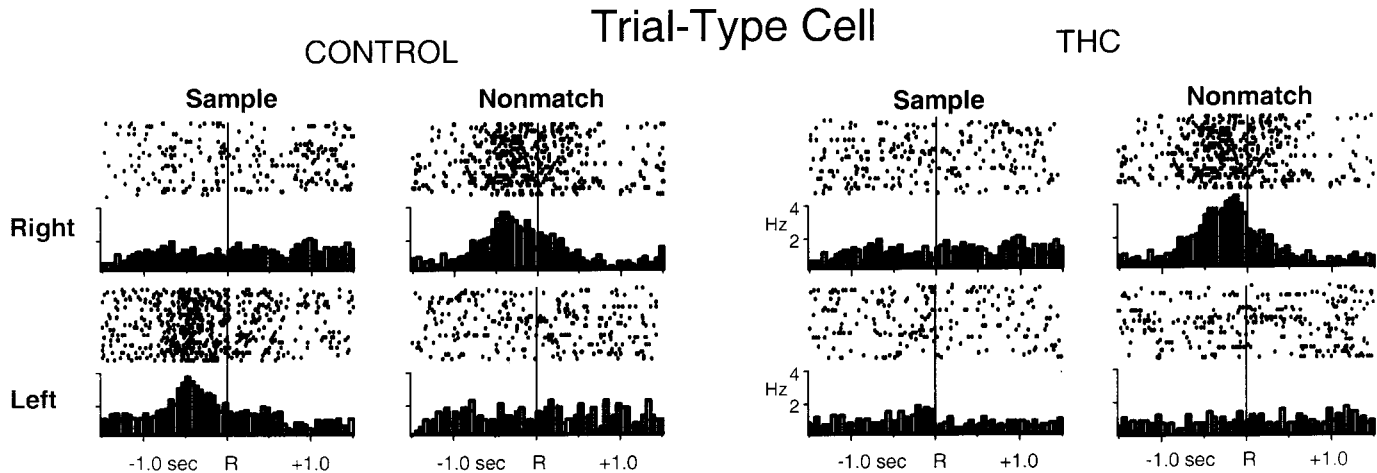 Trial-Type Cell
CONTROL
THC
Sample
Nonmatch
Sample
Nonmatch
Right
Hz
4
2
Left
Hz
4
2
-1.0 sec R +1.0
-1.0 sec R +1.0
-1.0 sec R +1.0
-1.0 sec R +1.0